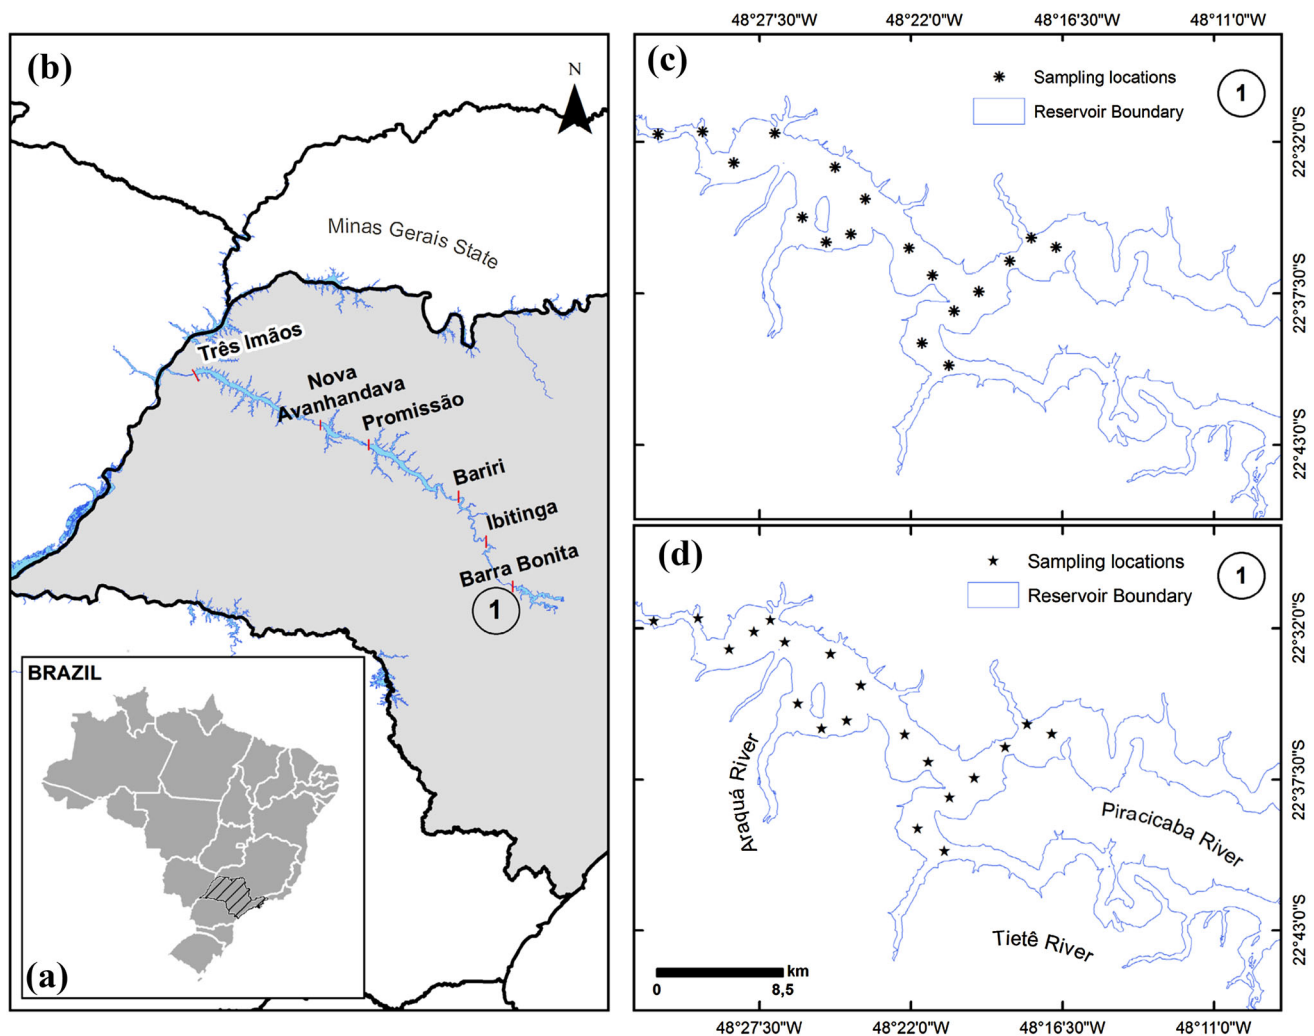 48°27'30"W 48°22'0"W 48°16'30"W 48°11'0"W
(b)
N
Minas Gerais State
Três Imãos
Nova
Avanhandava
Promissão
Bariri
Ibitinga
Barra Bonita
1
BRAZIL
(a)
(c)
Sampling locations
Reservoir Boundary
1
22°32'0"S
22°37'30"S
22°43'0"S
(d)
Sampling locations
Reservoir Boundary
1
22°32'0"S
22°37'30"S
22°43'0"S
Araquá River
Piracicaba River
Tietê River
km
0 8,5
48°27'30"W 48°22'0"W 48°16'30"W 48°11'0"W